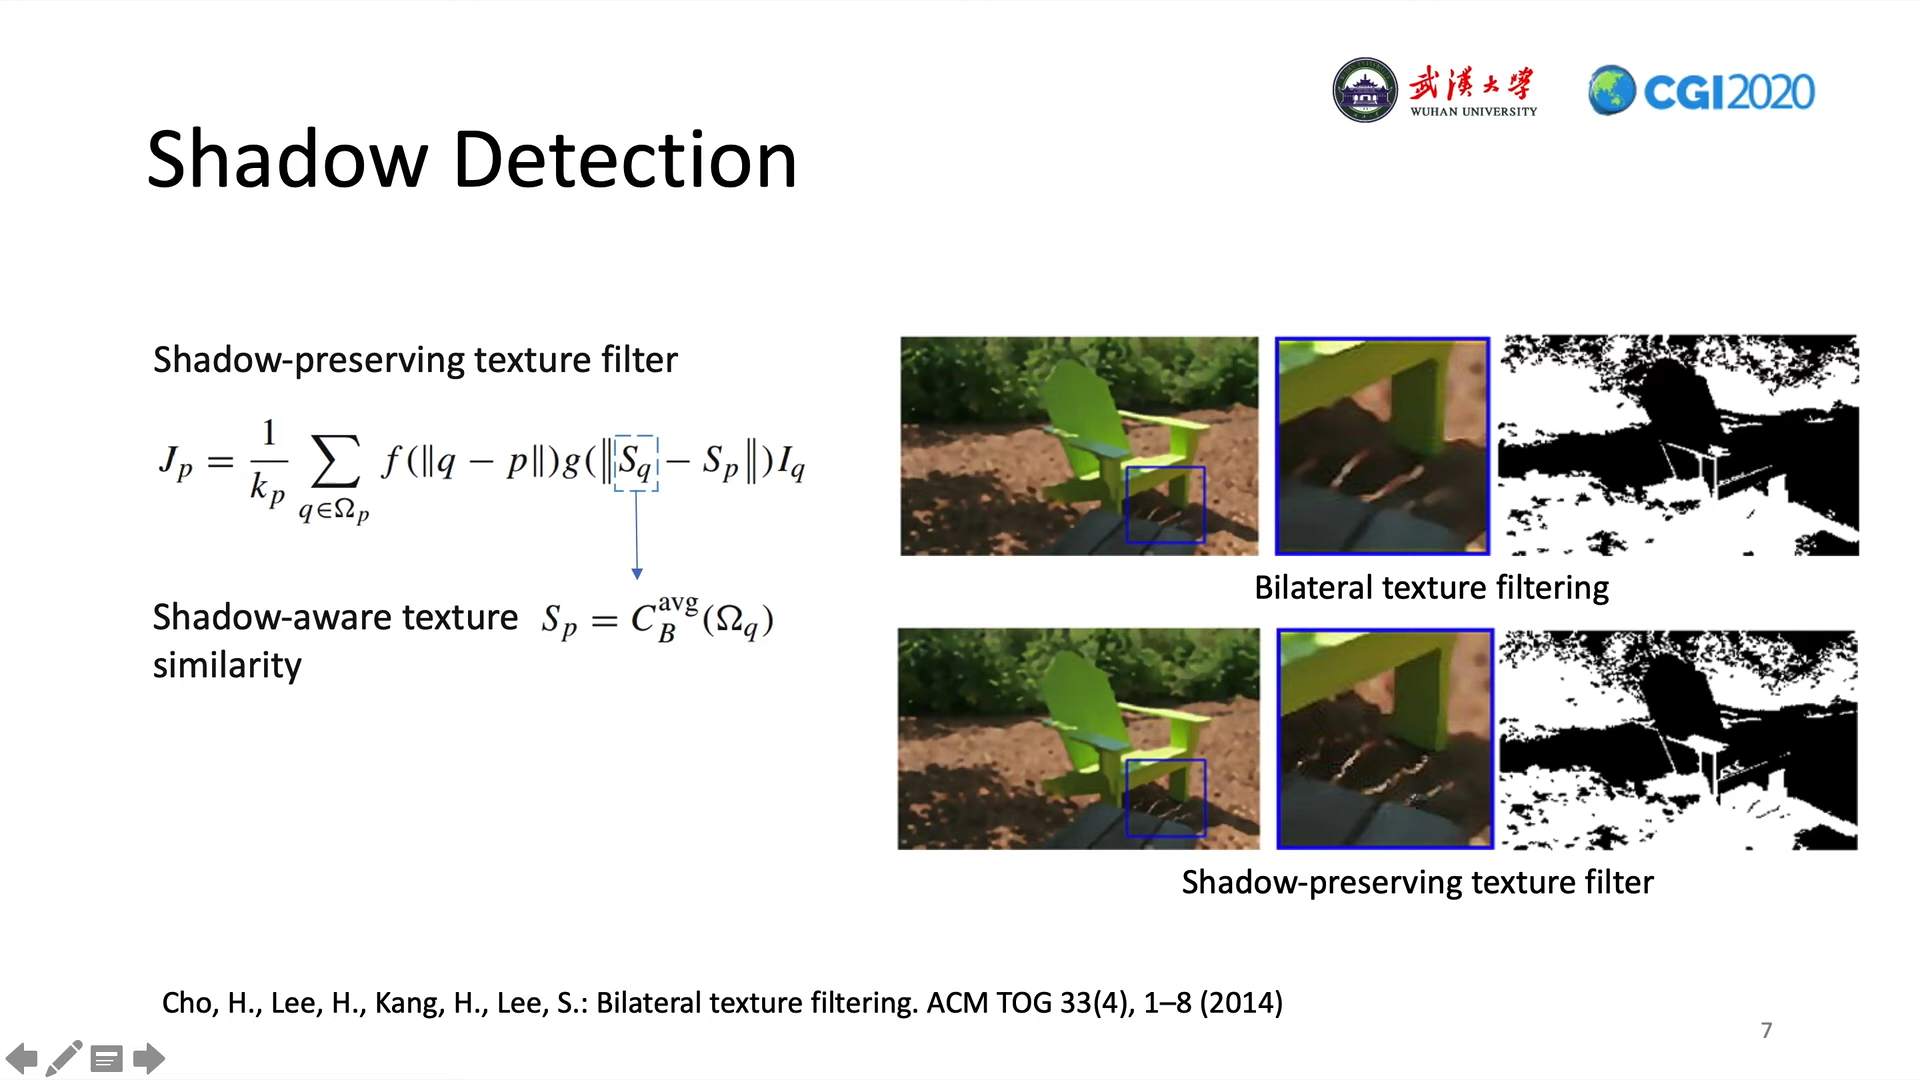 武漢大學
WUHAN UNIVERSITY
CGI2020
Shadow Detection
Shadow-preserving texture filter
J_p = \frac{1}{k_p} \sum_{q \in \Omega_p} f(\|q - p\|) g(\|S_q - S_p\|) I_q
Shadow-aware texture S_p = C_B^{avg}(\Omega_q)
similarity
Bilateral texture filtering
Shadow-preserving texture filter
Cho, H., Lee, H., Kang, H., Lee, S.: Bilateral texture filtering. ACM TOG 33(4), 1–8 (2014)
7